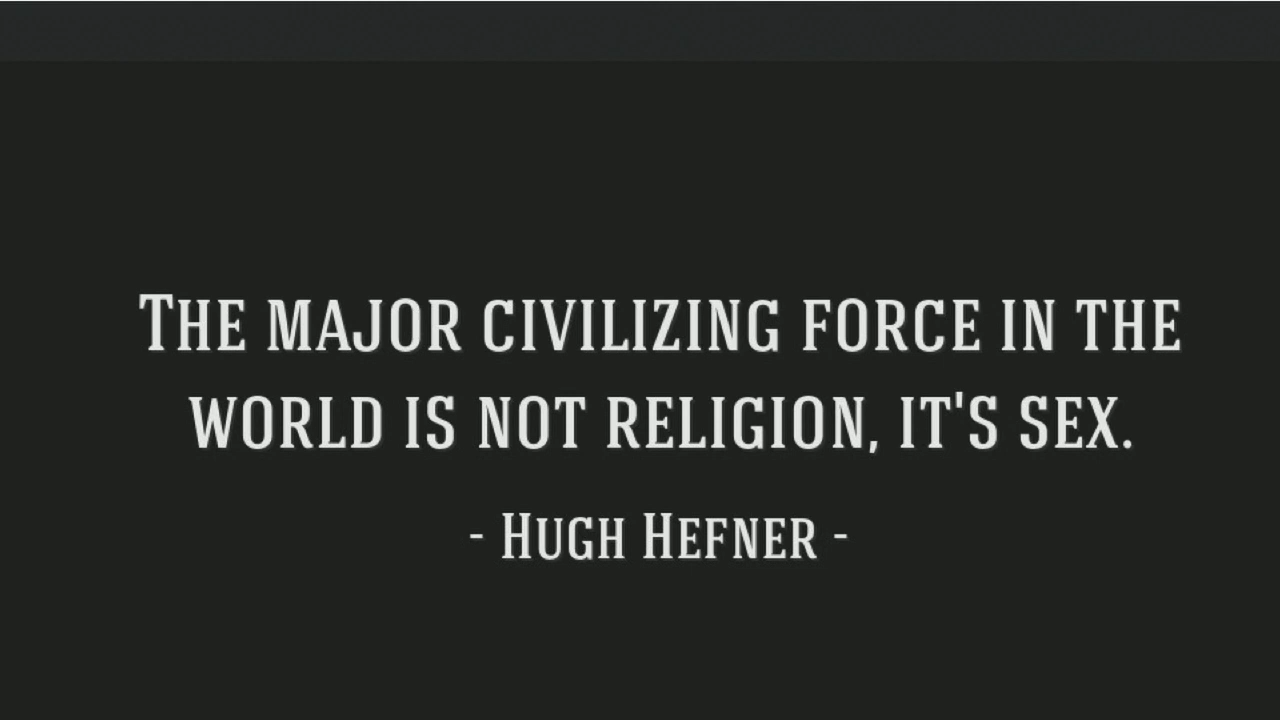 The major civilizing force in the
world is not religion, it's sex.
- Hugh Hefner -